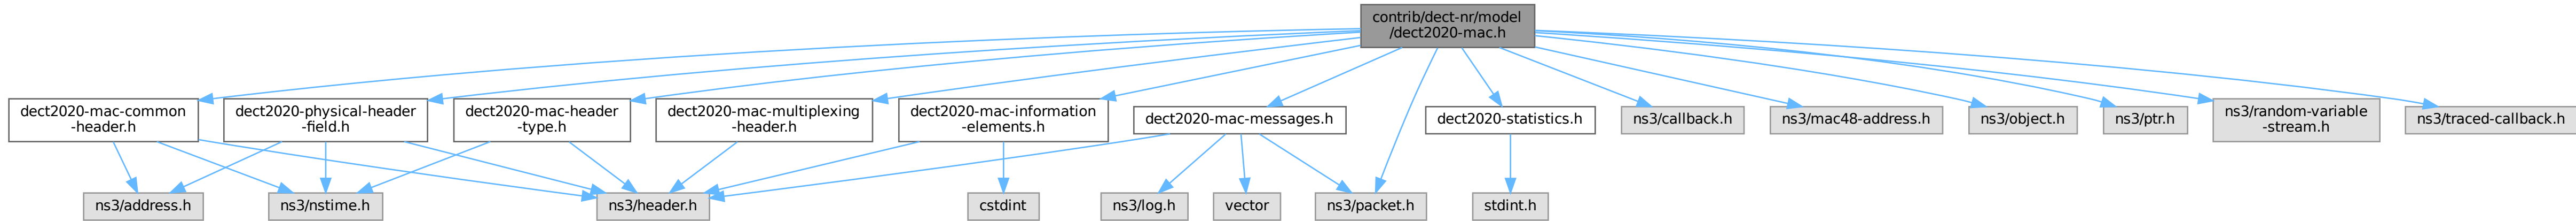 contrib/dect-nr/model
/dect2020-mac.h
dect2020-mac-common
-header.h
dect2020-physical-header
-field.h
dect2020-mac-header
-type.h
dect2020-mac-multiplexing
-header.h
dect2020-mac-information
-elements.h
dect2020-mac-messages.h
dect2020-statistics.h
ns3/callback.h
ns3/mac48-address.h
ns3/object.h
ns3/ptr.h
ns3/random-variable
-stream.h
ns3/traced-callback.h
ns3/address.h
ns3/nstime.h
ns3/header.h
cstdint
ns3/log.h
vector
ns3/packet.h
stdint.h